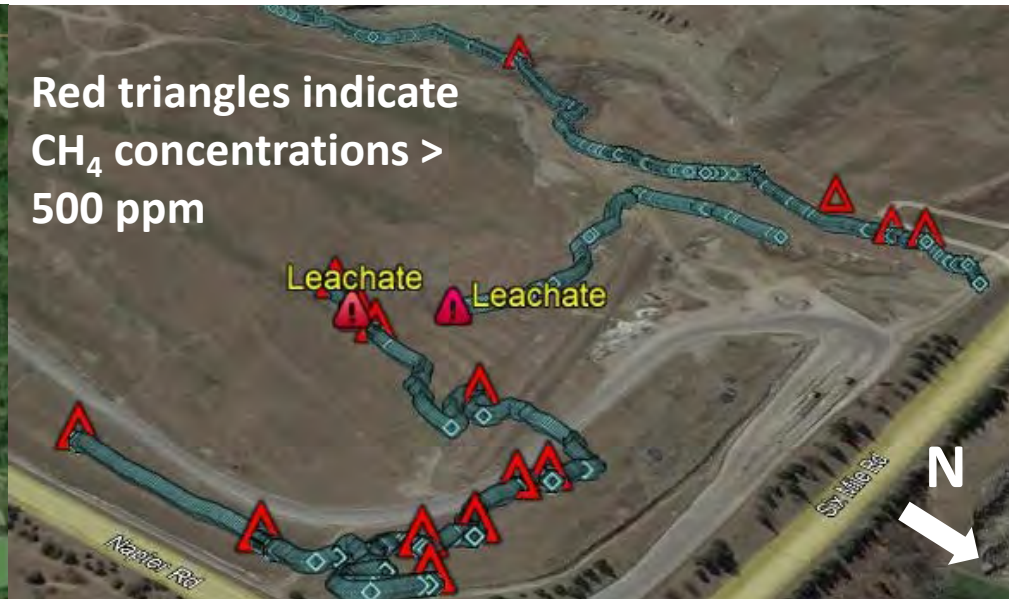 Red triangles indicate
CH₄ concentrations >
500 ppm
Leachate
Leachate
N
Six Mile Rd
Napier Rd